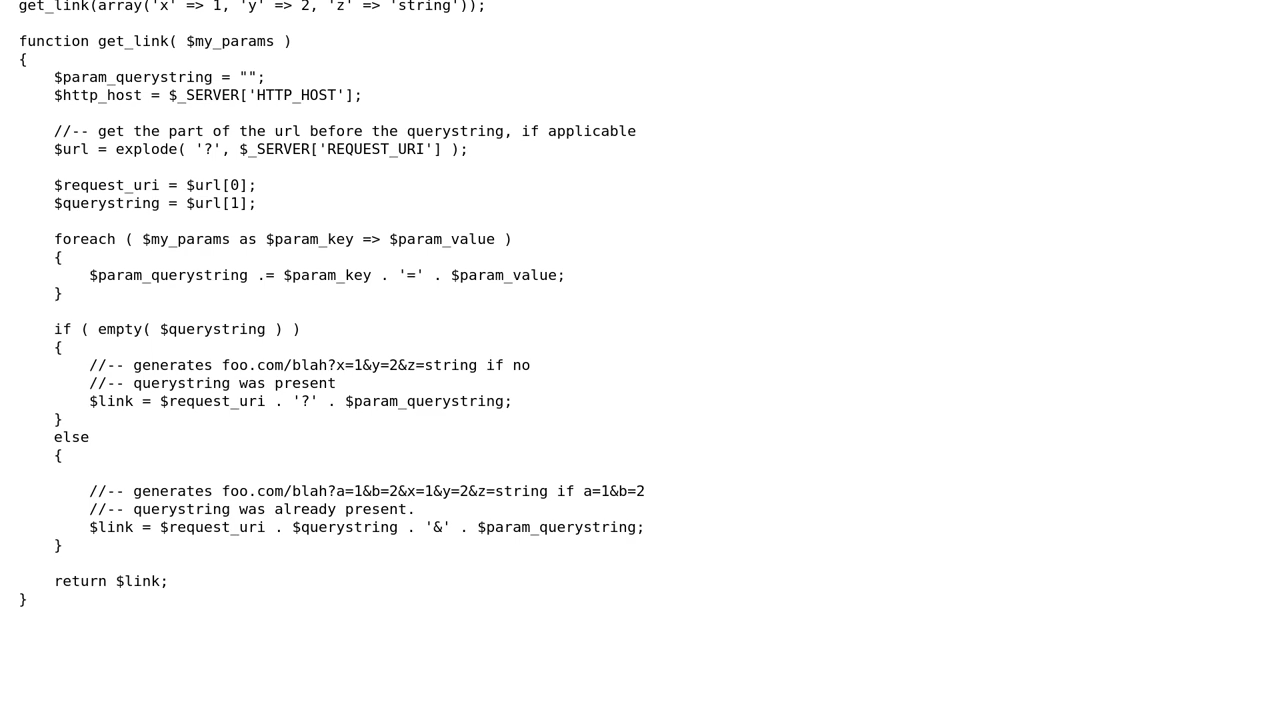 get_link(array('x' => 1, 'y' => 2, 'z' => 'string'));

function get_link( $my_params )
{
    $param_querystring = "";
    $http_host = $_SERVER['HTTP_HOST'];

    //-- get the part of the url before the querystring, if applicable
    $url = explode( '?', $_SERVER['REQUEST_URI'] );

    $request_uri = $url[0];
    $querystring = $url[1];

    foreach ( $my_params as $param_key => $param_value )
    {
        $param_querystring .= $param_key . '=' . $param_value;
    }

    if ( empty( $querystring ) )
    {
        //-- generates foo.com/blah?x=1&y=2&z=string if no
        //-- querystring was present
        $link = $request_uri . '?' . $param_querystring;
    }
    else
    {

        //-- generates foo.com/blah?a=1&b=2&x=1&y=2&z=string if a=1&b=2
        //-- querystring was already present.
        $link = $request_uri . $querystring . '&' . $param_querystring;
    }

    return $link;
}